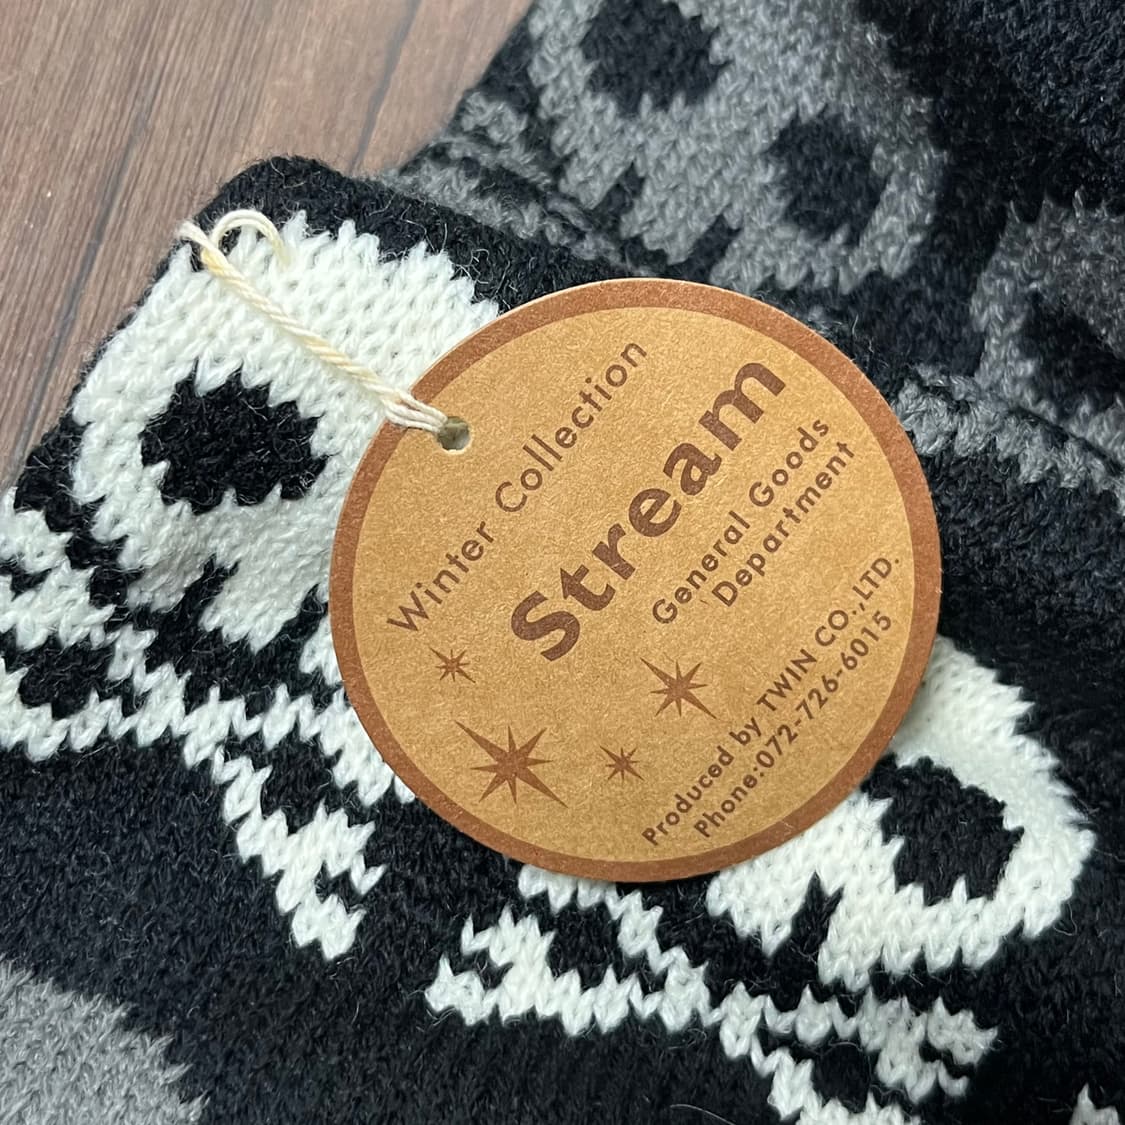 Winter Collection
Stream
General Goods
Department
Produced by TWIN CO.,LTD.
Phone:072-726-6015